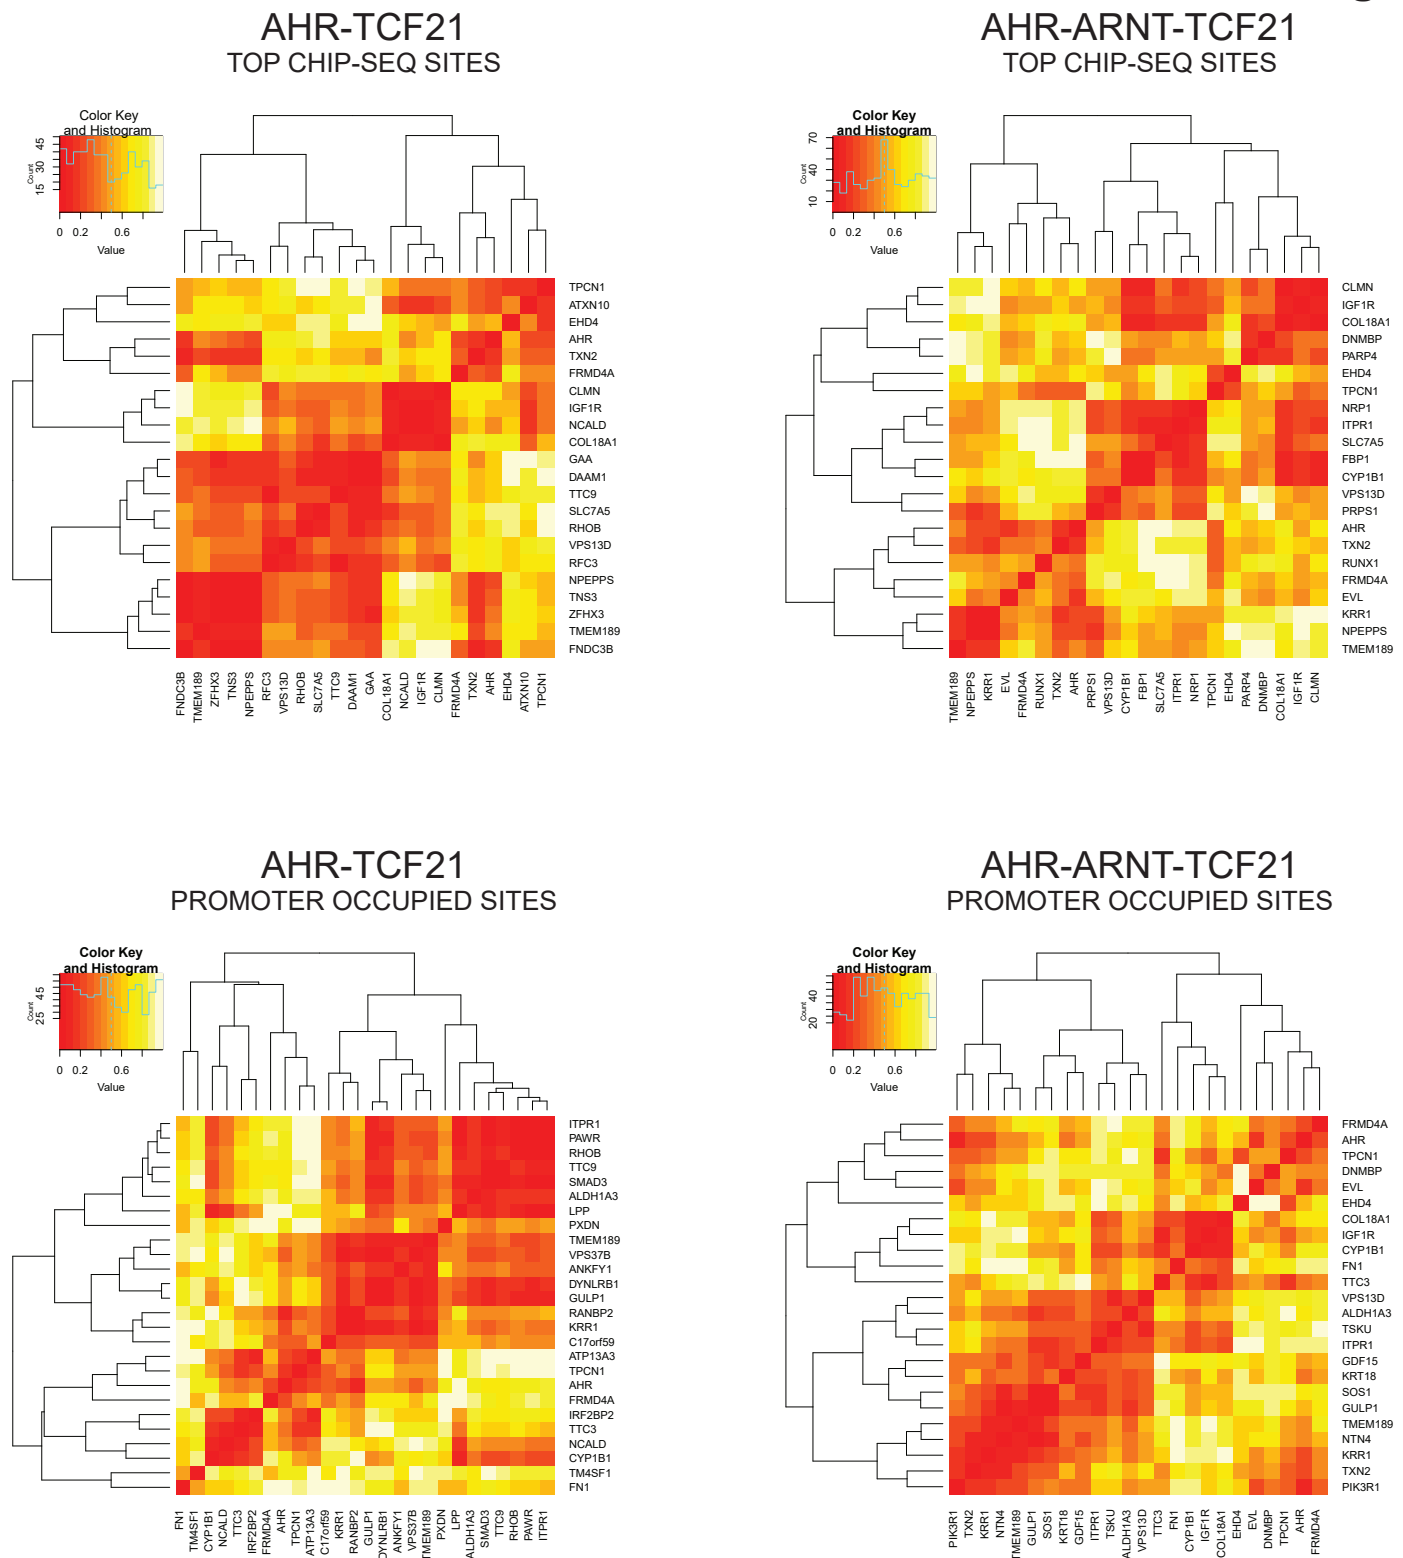 AHR-TCF21
TOP CHIP-SEQ SITES
Color Key
and Histogram
Count
15 30 45
0 0.2 0.6
Value
TPCN1
ATXN10
EHD4
AHR
TXN2
FRMD4A
CLMN
IGF1R
NCALD
COL18A1
GAA
DAAM1
TTC9
SLC7A5
RHOB
VPS13D
RFC3
NPEPPS
TNS3
ZFHX3
TMEM189
FNDC3B
FNDC3B
TMEM189
ZFHX3
TNS3
NPEPPS
RFC3
VPS13D
RHOB
SLC7A5
TTC9
DAAM1
GAA
COL18A1
NCALD
IGF1R
CLMN
FRMD4A
TXN2
AHR
EHD4
ATXN10
TPCN1
AHR-ARNT-TCF21
TOP CHIP-SEQ SITES
Color Key
and Histogram
Count
10 40 70
0 0.2 0.6
Value
CLMN
IGF1R
COL18A1
DNMBP
PARP4
EHD4
TPCN1
NRP1
ITPR1
SLC7A5
FBP1
CYP1B1
VPS13D
PRPS1
AHR
TXN2
RUNX1
FRMD4A
EVL
KRR1
NPEPPS
TMEM189
TMEM189
NPEPPS
KRR1
EVL
FRMD4A
RUNX1
TXN2
AHR
PRPS1
VPS13D
CYP1B1
FBP1
SLC7A5
ITPR1
NRP1
TPCN1
EHD4
PARP4
DNMBP
COL18A1
IGF1R
CLMN
AHR-TCF21
PROMOTER OCCUPIED SITES
Color Key
and Histogram
Count
25 45
0 0.2 0.6
Value
ITPR1
PAWR
RHOB
TTC9
SMAD3
ALDH1A3
LPP
PXDN
TMEM189
VPS37B
ANKFY1
DYNLRB1
GULP1
RANBP2
KRR1
C17orf59
ATP13A3
TPCN1
AHR
FRMD4A
IRF2BP2
TTC3
NCALD
CYP1B1
TM4SF1
FN1
FN1
TM4SF1
CYP1B1
NCALD
TTC3
IRF2BP2
FRMD4A
AHR
TPCN1
ATP13A3
C17orf59
KRR1
RANBP2
GULP1
DYNLRB1
ANKFY1
VPS37B
TMEM189
PXDN
LPP
ALDH1A3
SMAD3
TTC9
RHOB
PAWR
ITPR1
AHR-ARNT-TCF21
PROMOTER OCCUPIED SITES
Color Key
and Histogram
Count
20 40
0 0.2 0.6
Value
FRMD4A
AHR
TPCN1
DNMBP
EVL
EHD4
COL18A1
IGF1R
CYP1B1
FN1
TTC3
VPS13D
ALDH1A3
TSKU
ITPR1
GDF15
KRT18
SOS1
GULP1
TMEM189
NTN4
KRR1
TXN2
PIK3R1
PIK3R1
TXN2
KRR1
NTN4
TMEM189
GULP1
SOS1
KRT18
GDF15
ITPR1
TSKU
ALDH1A3
VPS13D
TTC3
FN1
CYP1B1
IGF1R
COL18A1
EHD4
EVL
DNMBP
TPCN1
AHR
FRMD4A